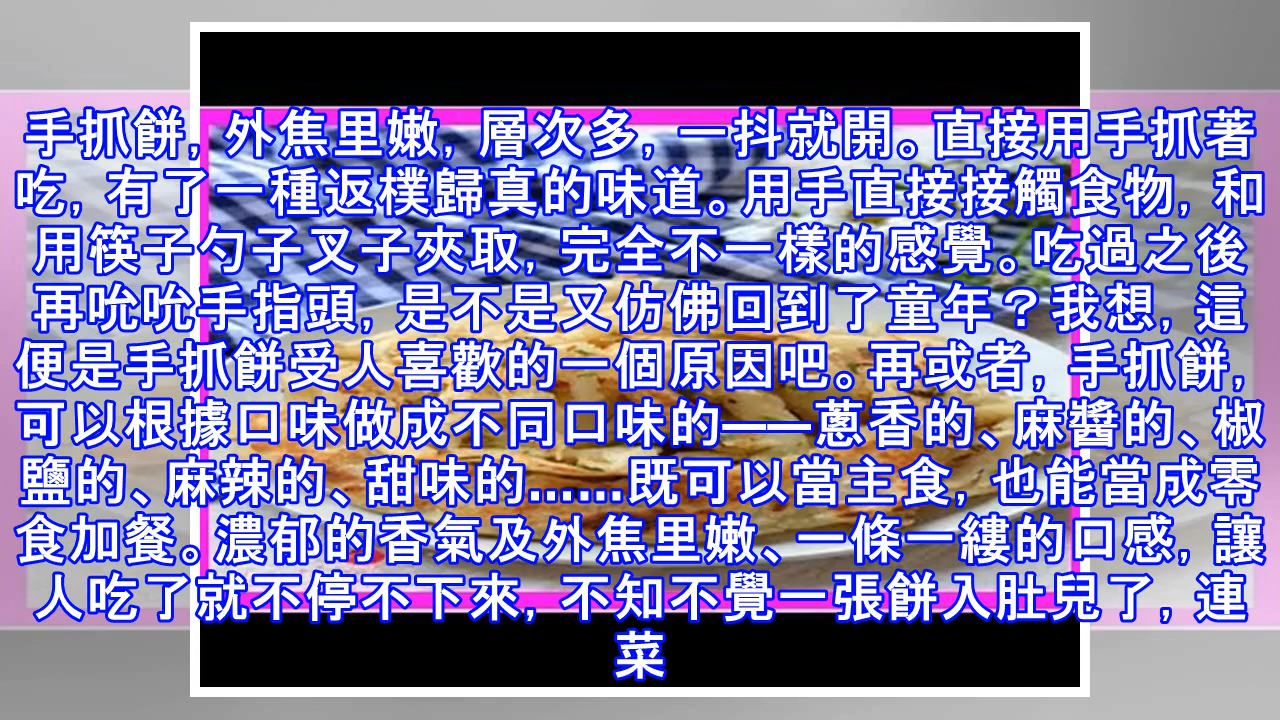 手抓餅, 外焦里嫩, 層次多, 一抖就開。直接用手抓著
吃, 有了一種返樸歸真的味道。用手直接接觸食物, 和
用筷子勺子叉子夾取, 完全不一樣的感覺。吃過之後
再吮吮手指頭, 是不是又仿佛回到了童年？我想, 這
便是手抓餅受人喜歡的一個原因吧。再或者, 手抓餅,
可以根據口味做成不同口味的——蔥香的、麻醬的、椒
鹽的、麻辣的、甜味的......既可以當主食, 也能當成零
食加餐。濃郁的香氣及外焦里嫩、一條一縷的口感, 讓
人吃了就不停不下來, 不知不覺一張餅入肚兒了, 連
菜